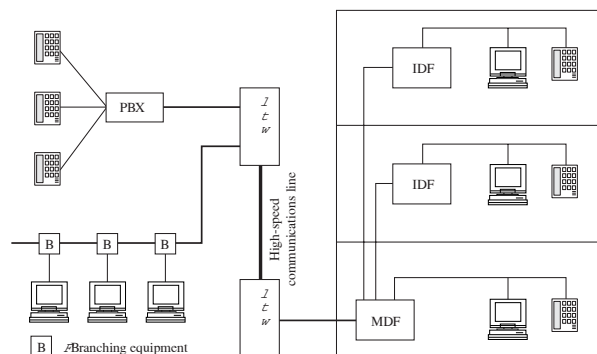 PBX
l
t
w
IDF
IDF
High-speed
communications line
B
B
B
l
t
w
MDF
B
Branching equipment